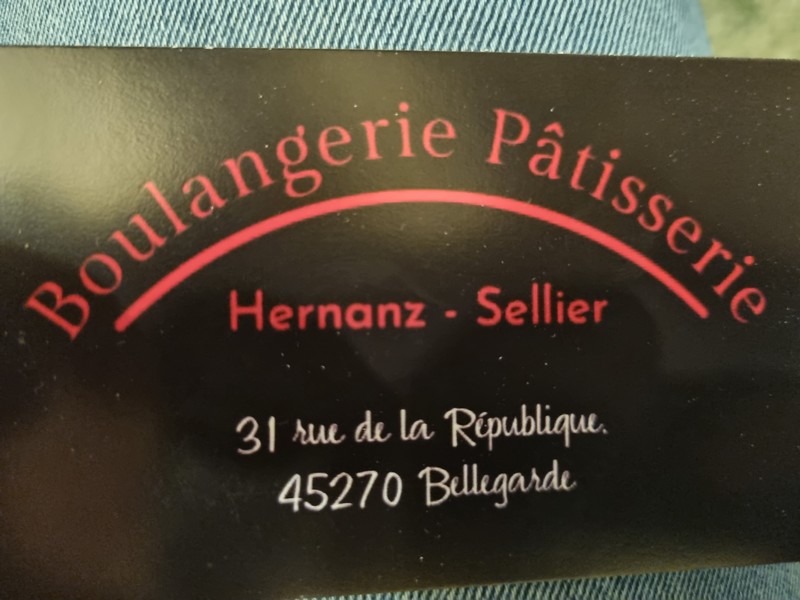 Boulangerie Pâtisserie
Hernanz - Sellier
31 rue de la République.
45270 Bellegarde